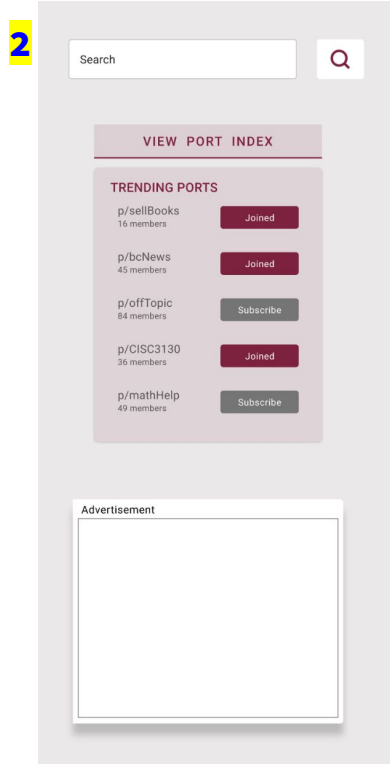 2
Search
VIEW PORT INDEX
TRENDING PORTS
p/sellBooks
16 members
Joined
p/bcNews
45 members
Joined
p/offTopic
84 members
Subscribe
p/CISC3130
36 members
Joined
p/mathHelp
49 members
Subscribe
Advertisement